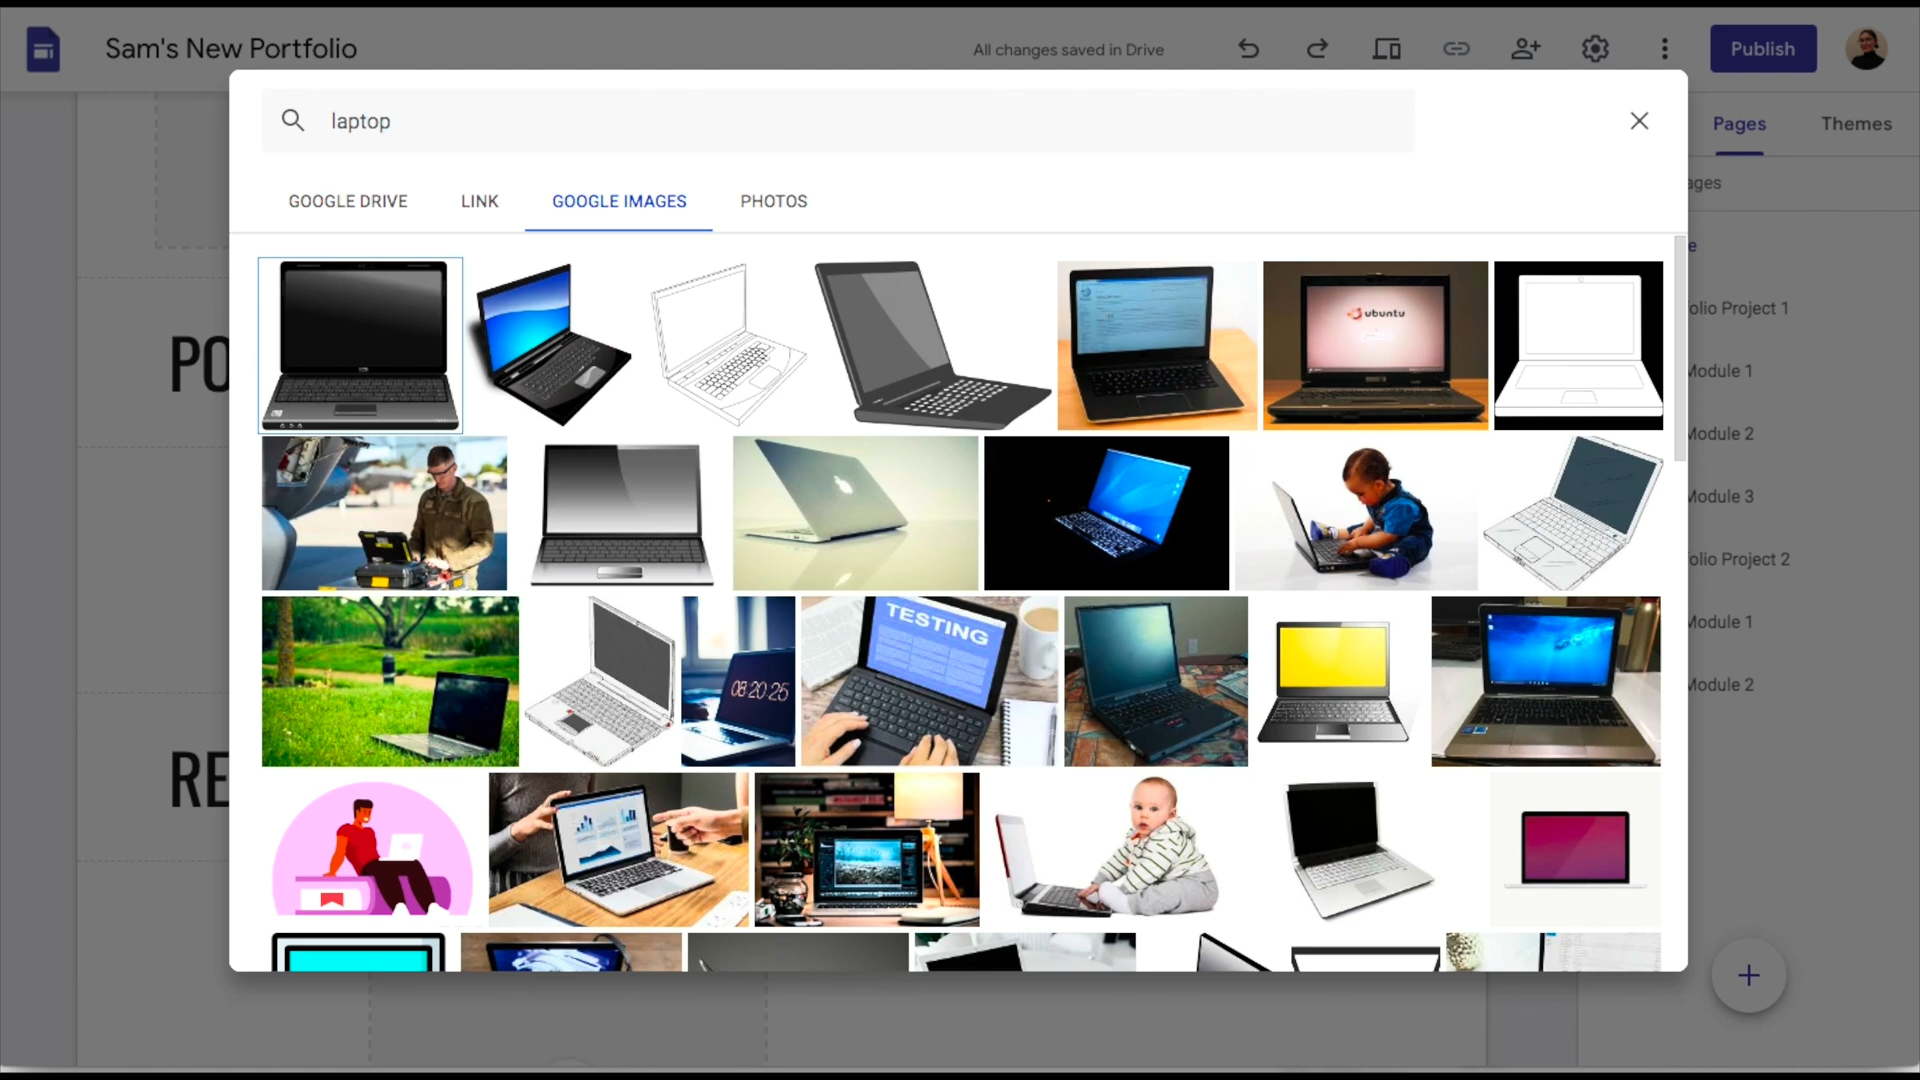 Sam's New Portfolio
All changes saved in Drive
Publish
laptop
Pages
Themes
GOOGLE DRIVE
LINK
GOOGLE IMAGES
PHOTOS
ages
e
ubuntu
olio Project 1
PO
Module 1
Module 2
Module 3
olio Project 2
TESTING
Module 1
08:20:25
Module 2
RE